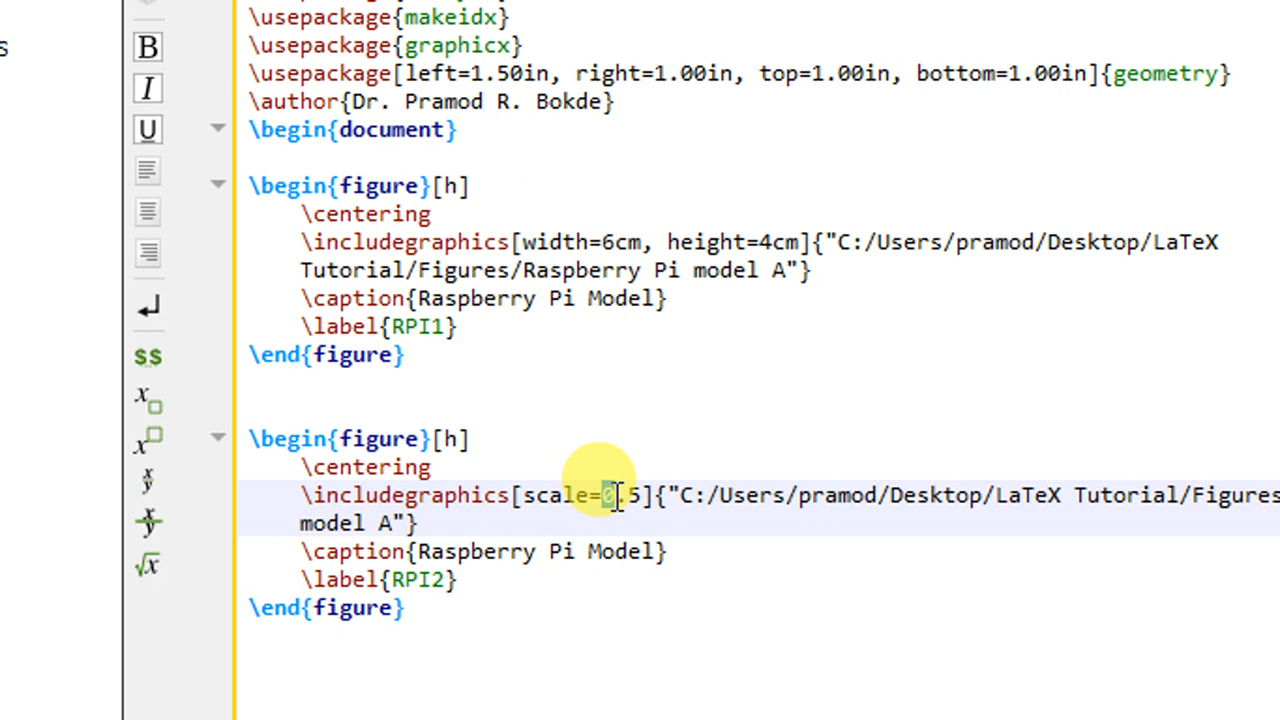 \usepackage{makeidx}
s
B
\usepackage{graphicx}
\usepackage[left=1.50in, right=1.00in, top=1.00in, bottom=1.00in]{geometry}
I
\author{Dr. Pramod R. Bokde}
U
\begin{document}
\begin{figure}[h]
\centering
\includegraphics[width=6cm, height=4cm]{"C:/Users/pramod/Desktop/LaTeX
Tutorial/Figures/Raspberry Pi model A"}
\caption{Raspberry Pi Model}
\label{RPI1}
$$
\end{figure}
x
x
\begin{figure}[h]
\centering
x
y
\includegraphics[scale=0.5]{"C:/Users/pramod/Desktop/LaTeX Tutorial/Figures
x
y
model A"}
\caption{Raspberry Pi Model}
√x
\label{RPI2}
\end{figure}